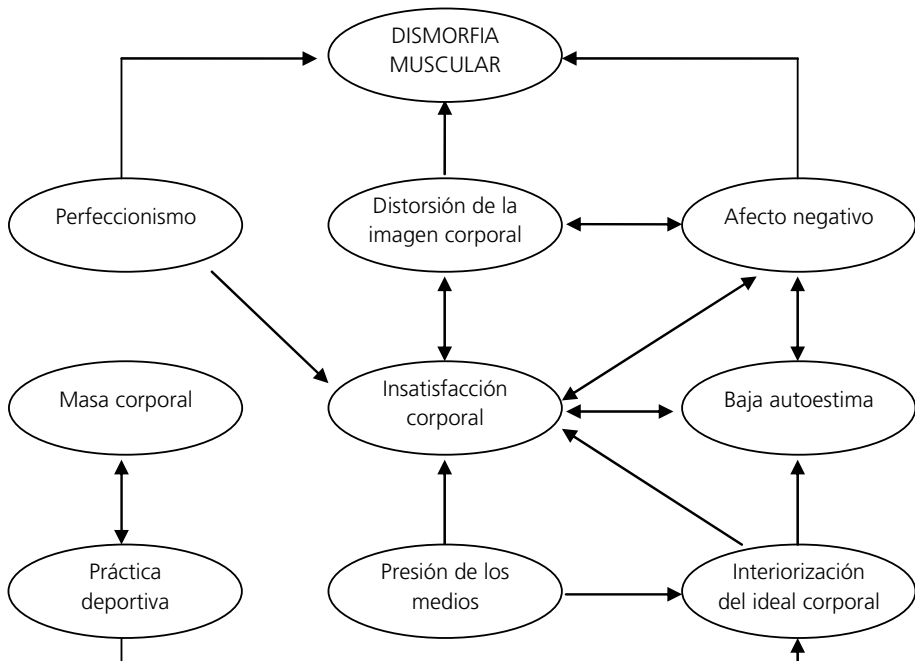 DISMORFIA
MUSCULAR
Perfeccionismo
Distorsión de la
imagen corporal
Afecto negativo
Masa corporal
Insatisfacción
corporal
Baja autoestima
Práctica
deportiva
Presión de los
medios
Interiorización
del ideal corporal